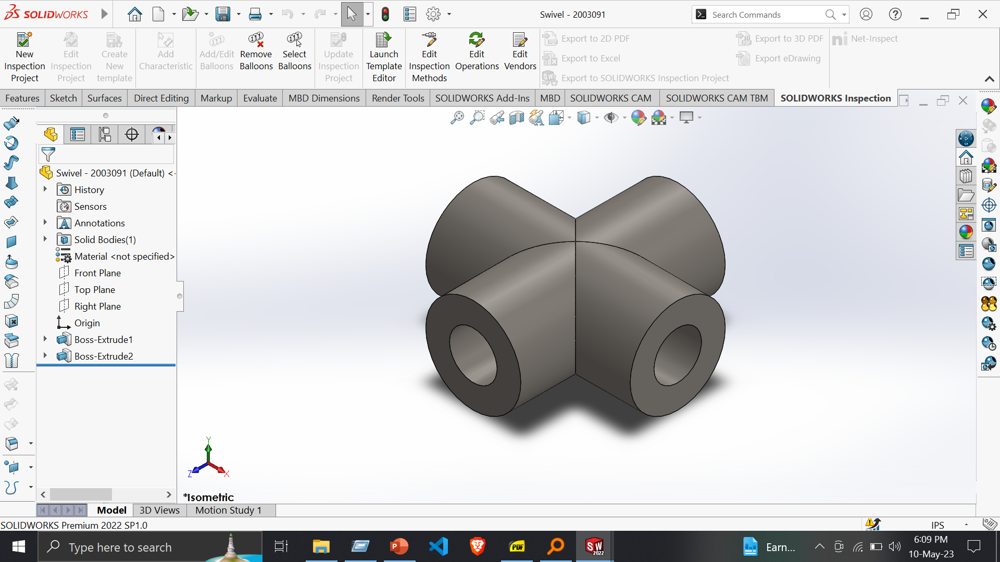 SOLIDWORKS
Swivel - 2003091
Search Commands
New Inspection Project
Edit Inspection Project
Create New template
Add Characteristic
Add/Edit Balloons
Remove Balloons
Select Balloons
Update Inspection Project
Launch Template Editor
Edit Inspection Methods
Edit Operations
Edit Vendors
Export to 2D PDF
Export to Excel
Export to SOLIDWORKS Inspection Project
Export to 3D PDF
Export eDrawing
Net-Inspect
Features
Sketch
Surfaces
Direct Editing
Markup
Evaluate
MBD Dimensions
Render Tools
SOLIDWORKS Add-Ins
MBD
SOLIDWORKS CAM
SOLIDWORKS CAM TBM
SOLIDWORKS Inspection
Swivel - 2003091 (Default) <
History
Sensors
Annotations
Solid Bodies(1)
Material <not specified>
Front Plane
Top Plane
Right Plane
Origin
Boss-Extrude1
Boss-Extrude2
Y
Z
X
*Isometric
Model
3D Views
Motion Study 1
SOLIDWORKS Premium 2022 SP1.0
IPS
Type here to search
Earn...
6:09 PM
10-May-23